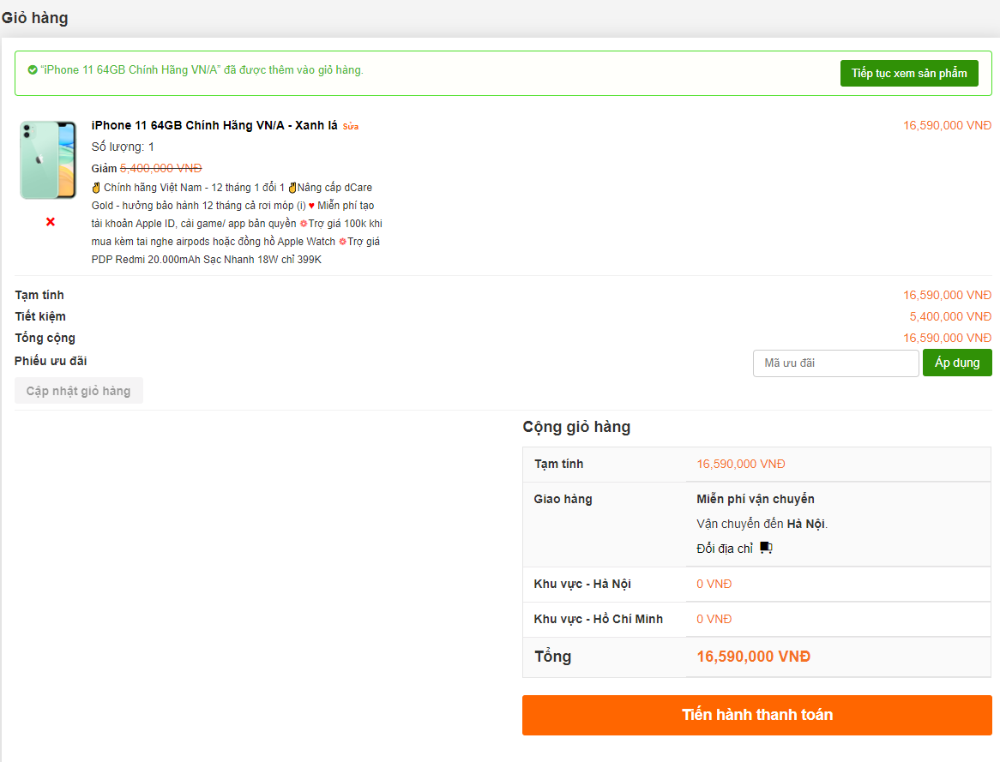 Giỏ hàng
“iPhone 11 64GB Chính Hãng VN/A” đã được thêm vào giỏ hàng.
Tiếp tục xem sản phẩm
iPhone 11 64GB Chính Hãng VN/A - Xanh lá Sửa
16,590,000 VNĐ
Số lượng: 1
Giảm 5,400,000 VNĐ
✌ Chính hãng Việt Nam - 12 tháng 1 đổi 1 ✌Nâng cấp dCare
Gold - hưởng bảo hành 12 tháng cả rơi móp (i) ♥ Miễn phí tạo
tài khoản Apple ID, cài game/ app bản quyền 🌸Trợ giá 100k khi
mua kèm tai nghe airpods hoặc đồng hồ Apple Watch 🌸Trợ giá
PDP Redmi 20.000mAh Sạc Nhanh 18W chỉ 399K
Tạm tính 16,590,000 VNĐ
Tiết kiệm 5,400,000 VNĐ
Tổng cộng 16,590,000 VNĐ
Phiếu ưu đãi Mã ưu đãi Áp dụng
Cập nhật giỏ hàng
Cộng giỏ hàng
Tạm tính 16,590,000 VNĐ
Giao hàng Miễn phí vận chuyển
Vận chuyển đến Hà Nội.
Đổi địa chỉ
Khu vực - Hà Nội 0 VNĐ
Khu vực - Hồ Chí Minh 0 VNĐ
Tổng 16,590,000 VNĐ
Tiến hành thanh toán